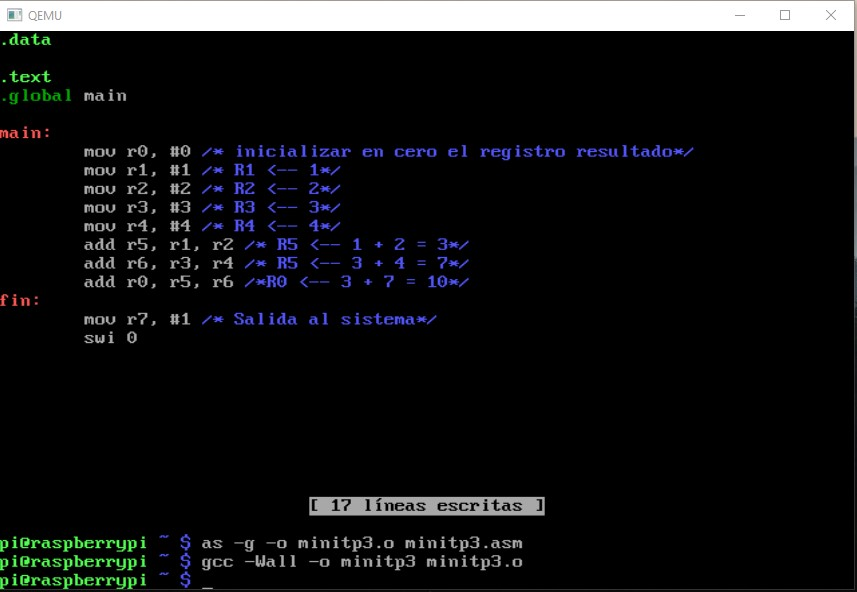 QEMU
.data
.text
.global main
main:
mov r0, #0 /* inicializar en cero el registro resultado*/
mov r1, #1 /* R1 <-- 1*/
mov r2, #2 /* R2 <-- 2*/
mov r3, #3 /* R3 <-- 3*/
mov r4, #4 /* R4 <-- 4*/
add r5, r1, r2 /* R5 <-- 1 + 2 = 3*/
add r6, r3, r4 /* R5 <-- 3 + 4 = 7*/
add r0, r5, r6 /*R0 <-- 3 + 7 = 10*/
fin:
mov r7, #1 /* Salida al sistema*/
swi 0
[ 17 líneas escritas ]
pi@raspberrypi ~ $ as -g -o minitp3.o minitp3.asm
pi@raspberrypi ~ $ gcc -Wall -o minitp3 minitp3.o
pi@raspberrypi ~ $ _